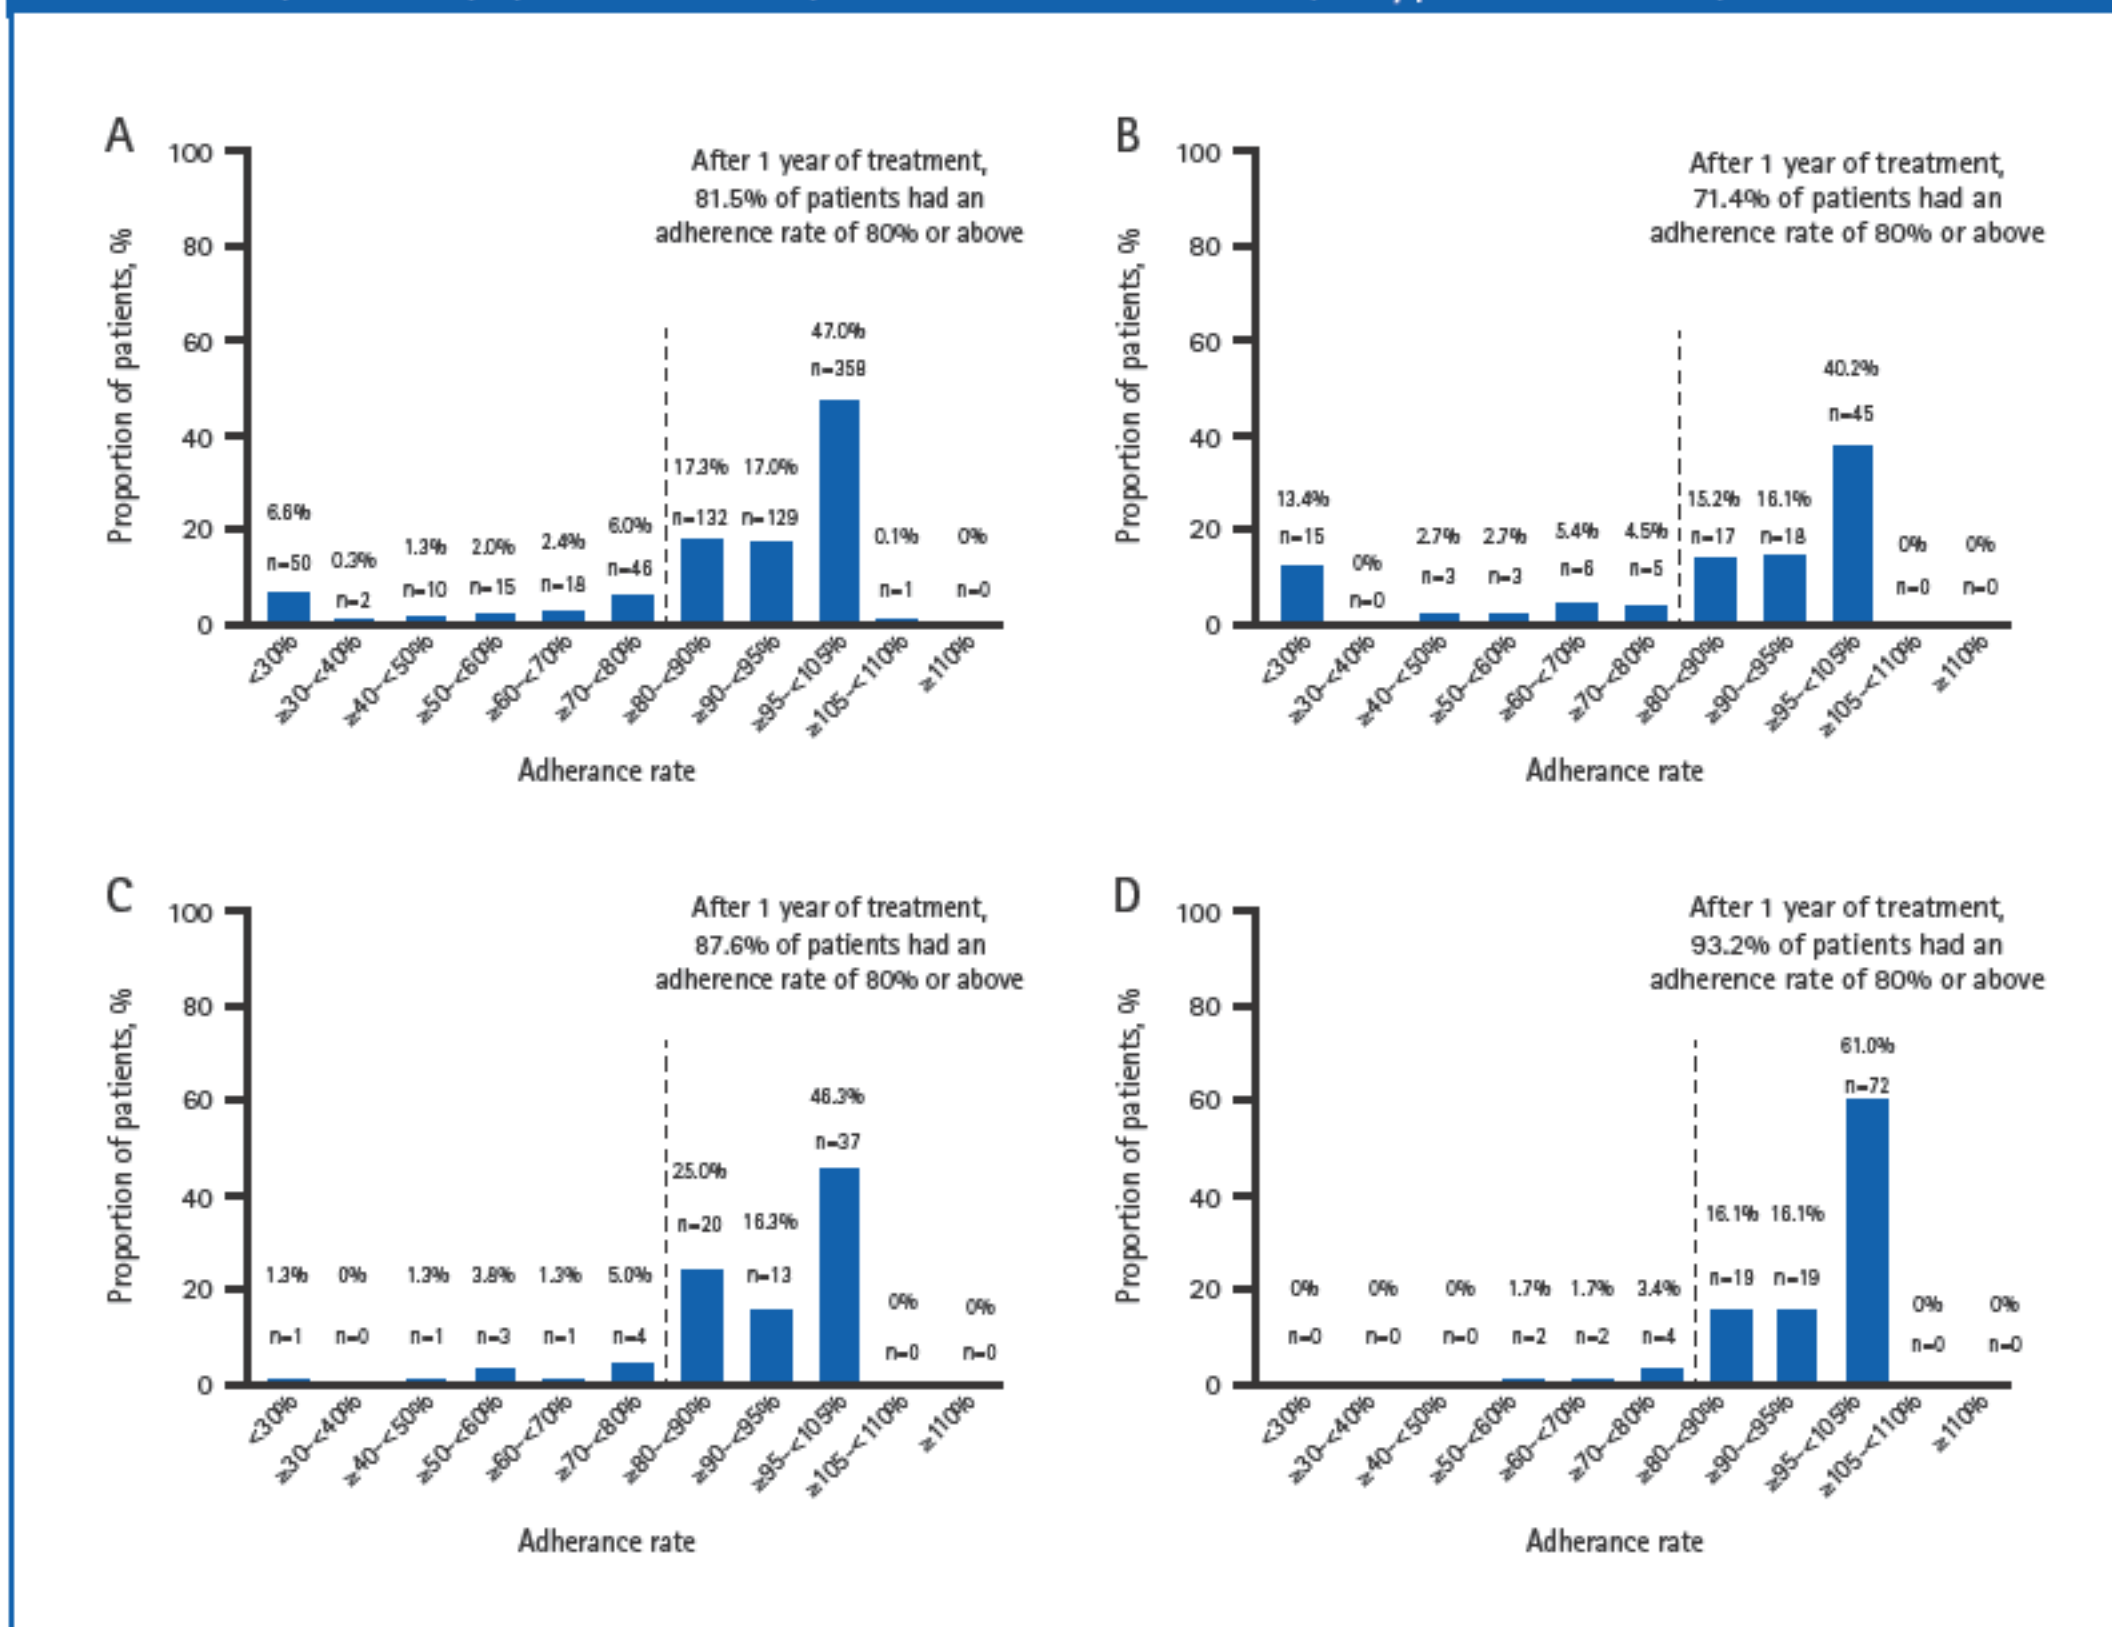 A
After 1 year of treatment,
81.5% of patients had an
adherence rate of 80% or above
Proportion of patients, %
100
80
60
40
20
0
6.6%
n=50
0.3%
n=2
1.3%
n=10
2.0%
n=15
2.4%
n=18
6.0%
n=46
17.3%
n=132
17.0%
n=129
47.0%
n=358
0.1%
n=1
0%
n=0
<30%
≥30-<40%
≥40-<50%
≥50-<60%
≥60-<70%
≥70-<80%
≥80-<90%
≥90-<95%
≥95-<105%
≥105-<110%
≥110%
Adherance rate
B
After 1 year of treatment,
71.4% of patients had an
adherence rate of 80% or above
Proportion of patients, %
100
80
60
40
20
0
13.4%
n=15
0%
n=0
2.7%
n=3
2.7%
n=3
5.4%
n=6
4.5%
n=5
15.2%
n=17
16.1%
n=18
40.2%
n=45
0%
n=0
0%
n=0
<30%
≥30-<40%
≥40-<50%
≥50-<60%
≥60-<70%
≥70-<80%
≥80-<90%
≥90-<95%
≥95-<105%
≥105-<110%
≥110%
Adherance rate
C
After 1 year of treatment,
87.6% of patients had an
adherence rate of 80% or above
Proportion of patients, %
100
80
60
40
20
0
1.3%
n=1
0%
n=0
1.3%
n=1
3.8%
n=3
1.3%
n=1
5.0%
n=4
25.0%
n=20
16.3%
n=13
46.3%
n=37
0%
n=0
0%
n=0
<30%
≥30-<40%
≥40-<50%
≥50-<60%
≥60-<70%
≥70-<80%
≥80-<90%
≥90-<95%
≥95-<105%
≥105-<110%
≥110%
Adherance rate
D
After 1 year of treatment,
93.2% of patients had an
adherence rate of 80% or above
Proportion of patients, %
100
80
60
40
20
0
0%
n=0
0%
n=0
0%
n=0
1.7%
n=2
1.7%
n=2
3.4%
n=4
16.1%
n=19
16.1%
n=19
61.0%
n=72
0%
n=0
0%
n=0
<30%
≥30-<40%
≥40-<50%
≥50-<60%
≥60-<70%
≥70-<80%
≥80-<90%
≥90-<95%
≥95-<105%
≥105-<110%
≥110%
Adherance rate